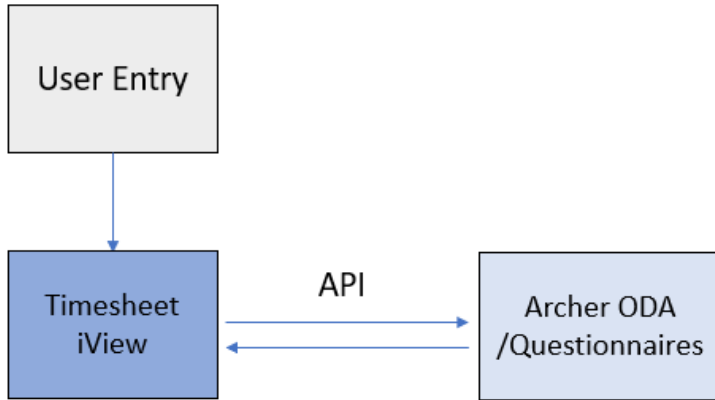 User Entry
Timesheet
iView
API
Archer ODA
/Questionnaires